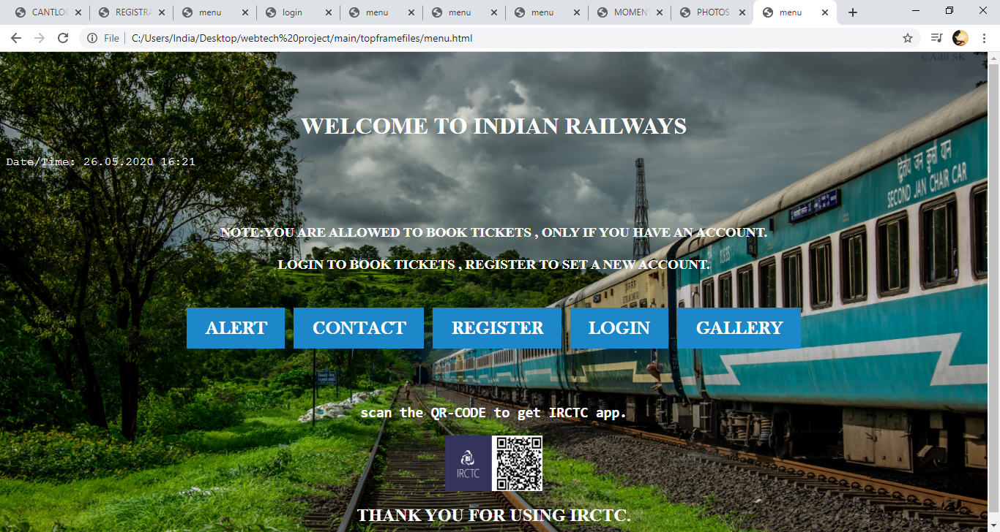 CANTLOG
REGISTRA
menu
login
menu
menu
menu
MOMENT
PHOTOS
menu
File
C:/Users/India/Desktop/webtech%20project/main/topframefiles/menu.html
©Adil SK
WELCOME TO INDIAN RAILWAYS
Date/Time: 26.05.2020 16:21
द्वितीय जन कुर्सी यान
SECOND JAN CHAIR CAR
NOTE:YOU ARE ALLOWED TO BOOK TICKETS , ONLY IF YOU HAVE AN ACCOUNT.
LOGIN TO BOOK TICKETS , REGISTER TO SET A NEW ACCOUNT.
ALERT CONTACT REGISTER LOGIN GALLERY
scan the QR-CODE to get IRCTC app.
IRCTC
THANK YOU FOR USING IRCTC.